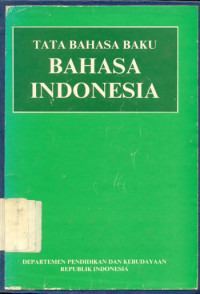 TATA BAHASA BAKU
BAHASA
INDONESIA
DEPARTEMEN PENDIDIKAN DAN KEBUDAYAAN
REPUBLIK INDONESIA